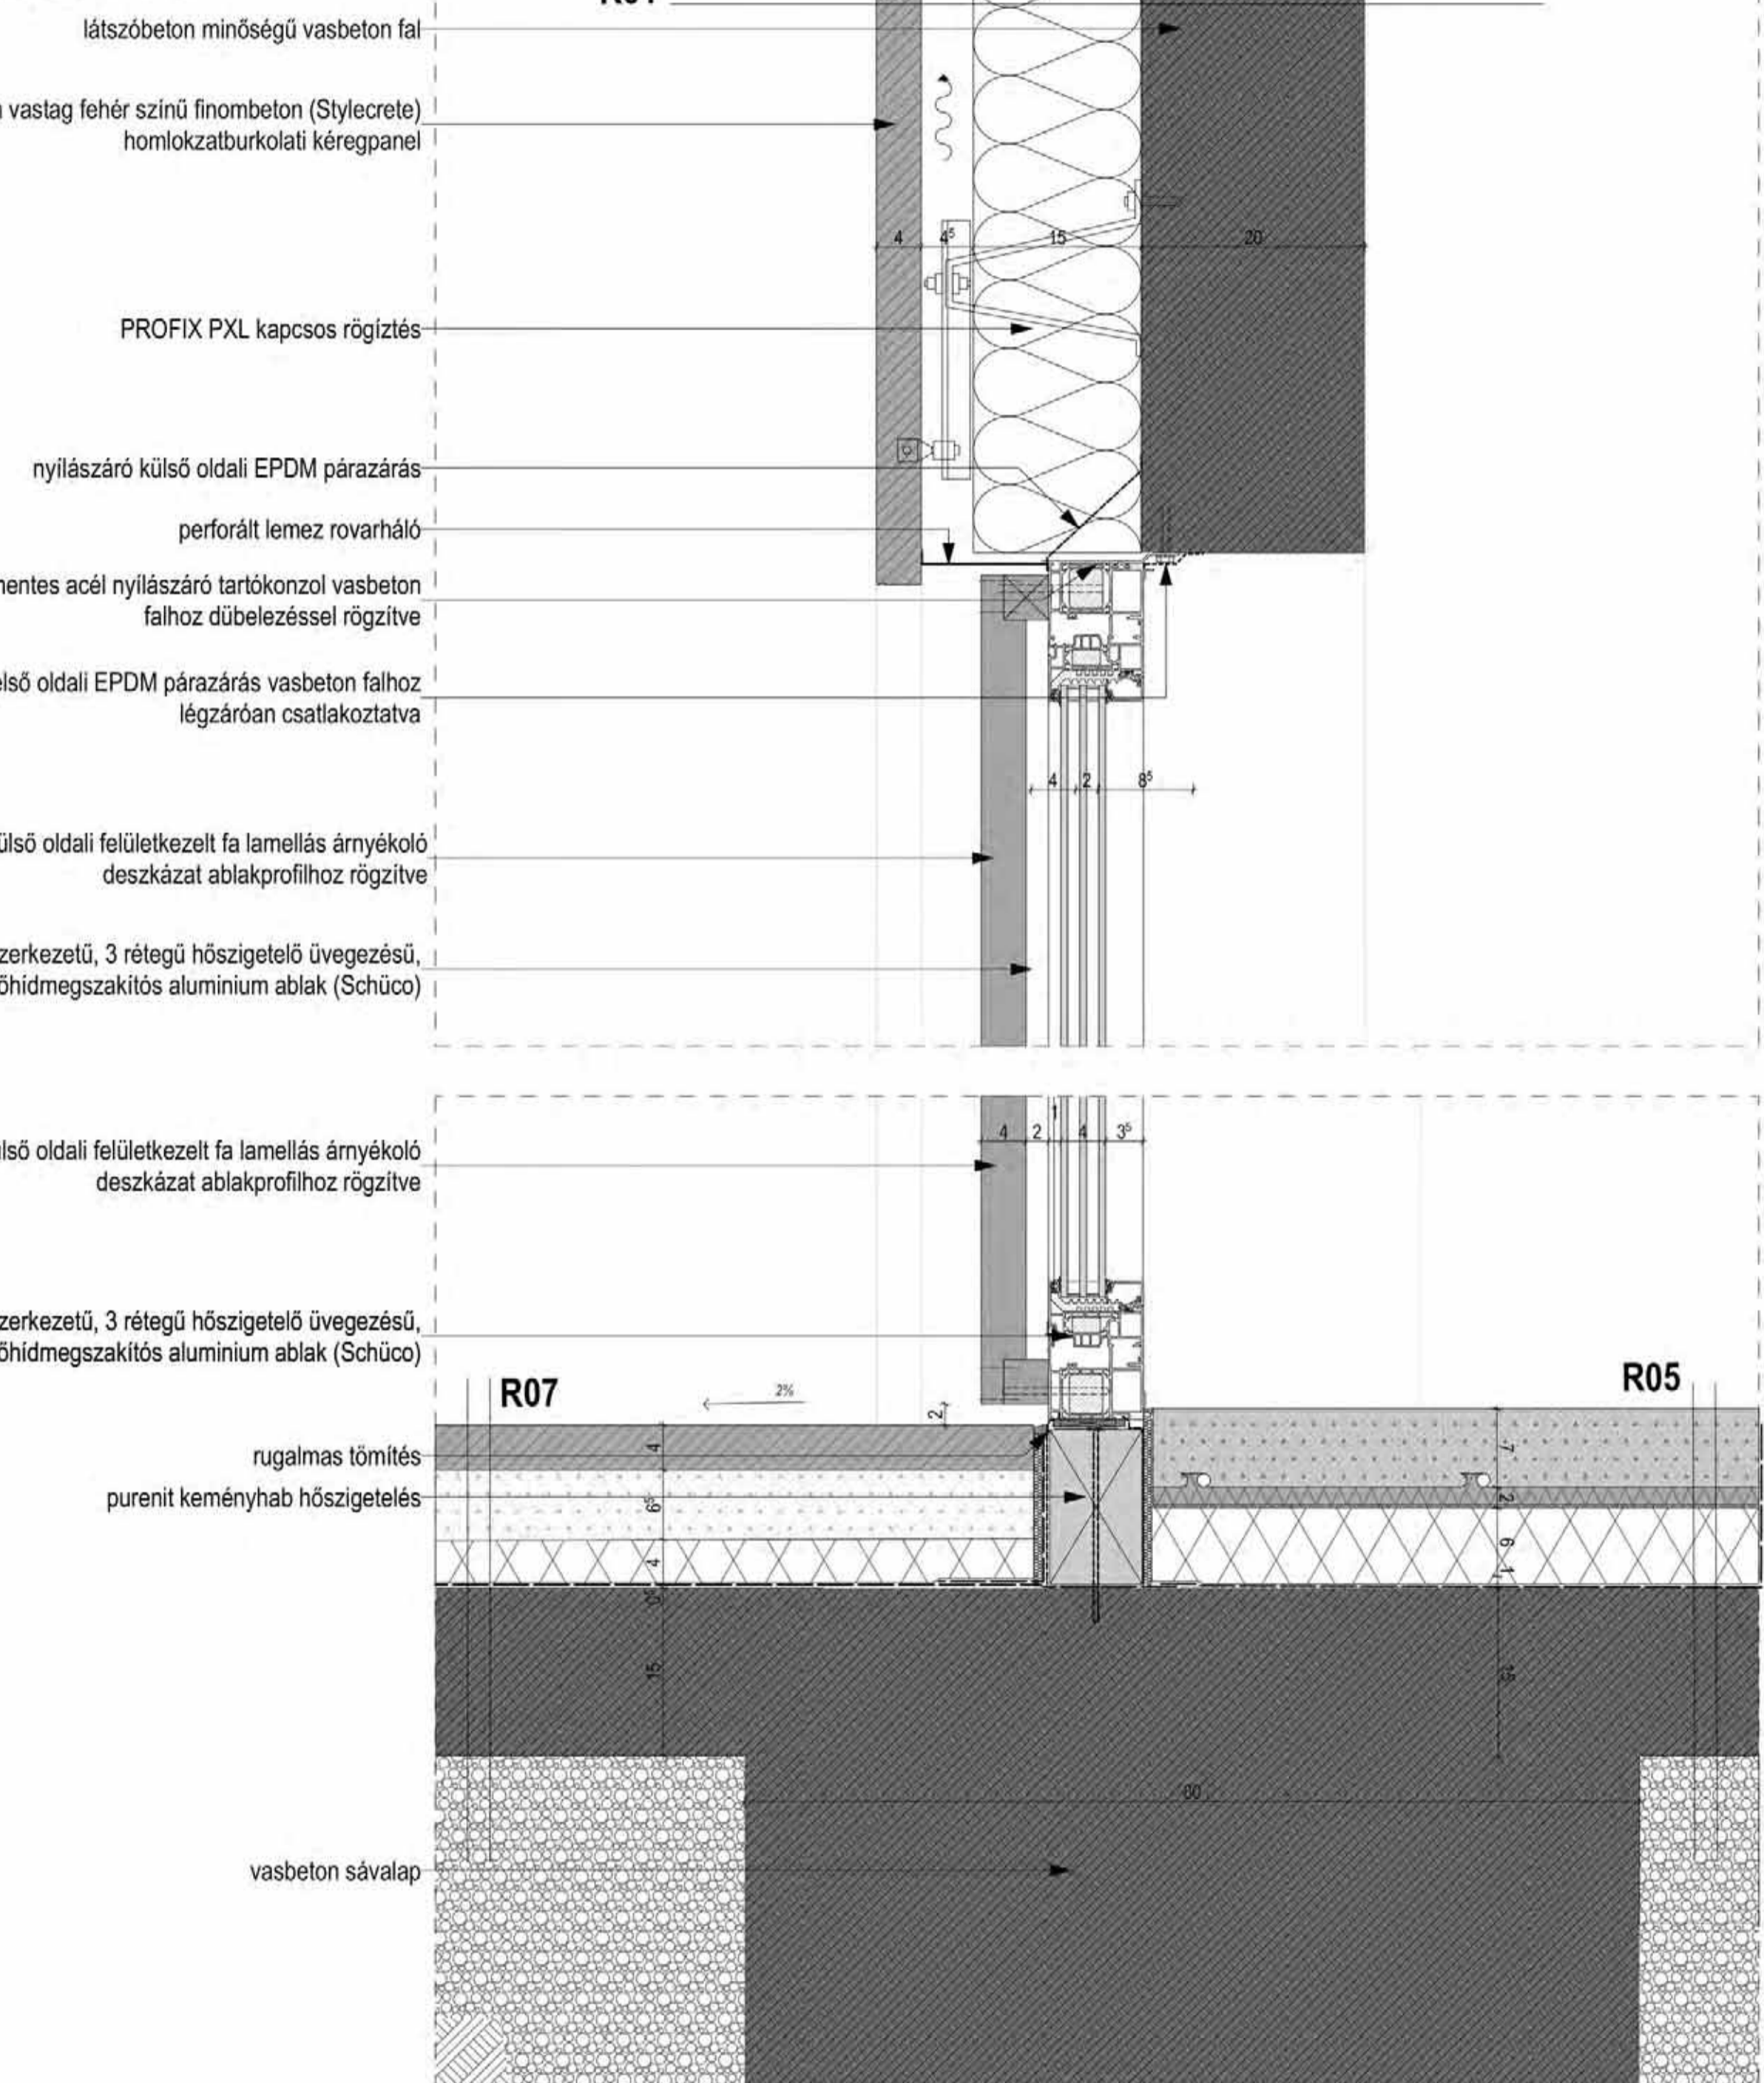 látszóbeton minőségű vasbeton fal
vastag fehér színű finombeton (Stylecrete)
homlokzatburkolati kéregpanel
4 4⁵ 15 20
PROFIX PXL kapcsos rögíztés
nyílászáró külső oldali EPDM párazárás
perforált lemez rovarháló
mentes acél nyílászáró tartókonzol vasbeton
falhoz dübelezéssel rögzítve
első oldali EPDM párazárás vasbeton falhoz
légzáróan csatlakoztatva
4 2 8⁵
ülső oldali felületkezelt fa lamellás árnyékoló
deszkázat ablakprofilhoz rögzítve
zerkezetű, 3 rétegű hőszigetelő üvegezésű,
őhídmegszakítós aluminium ablak (Schüco)
4 2 1 4 3⁵
ülső oldali felületkezelt fa lamellás árnyékoló
deszkázat ablakprofilhoz rögzítve
zerkezetű, 3 rétegű hőszigetelő üvegezésű,
őhídmegszakítós aluminium ablak (Schüco)
R07
2%
2
R05
rugalmas tömítés
purenit keményhab hőszigetelés
4
6⁵
4
15
7
2
6
1
15
80
vasbeton sávalap